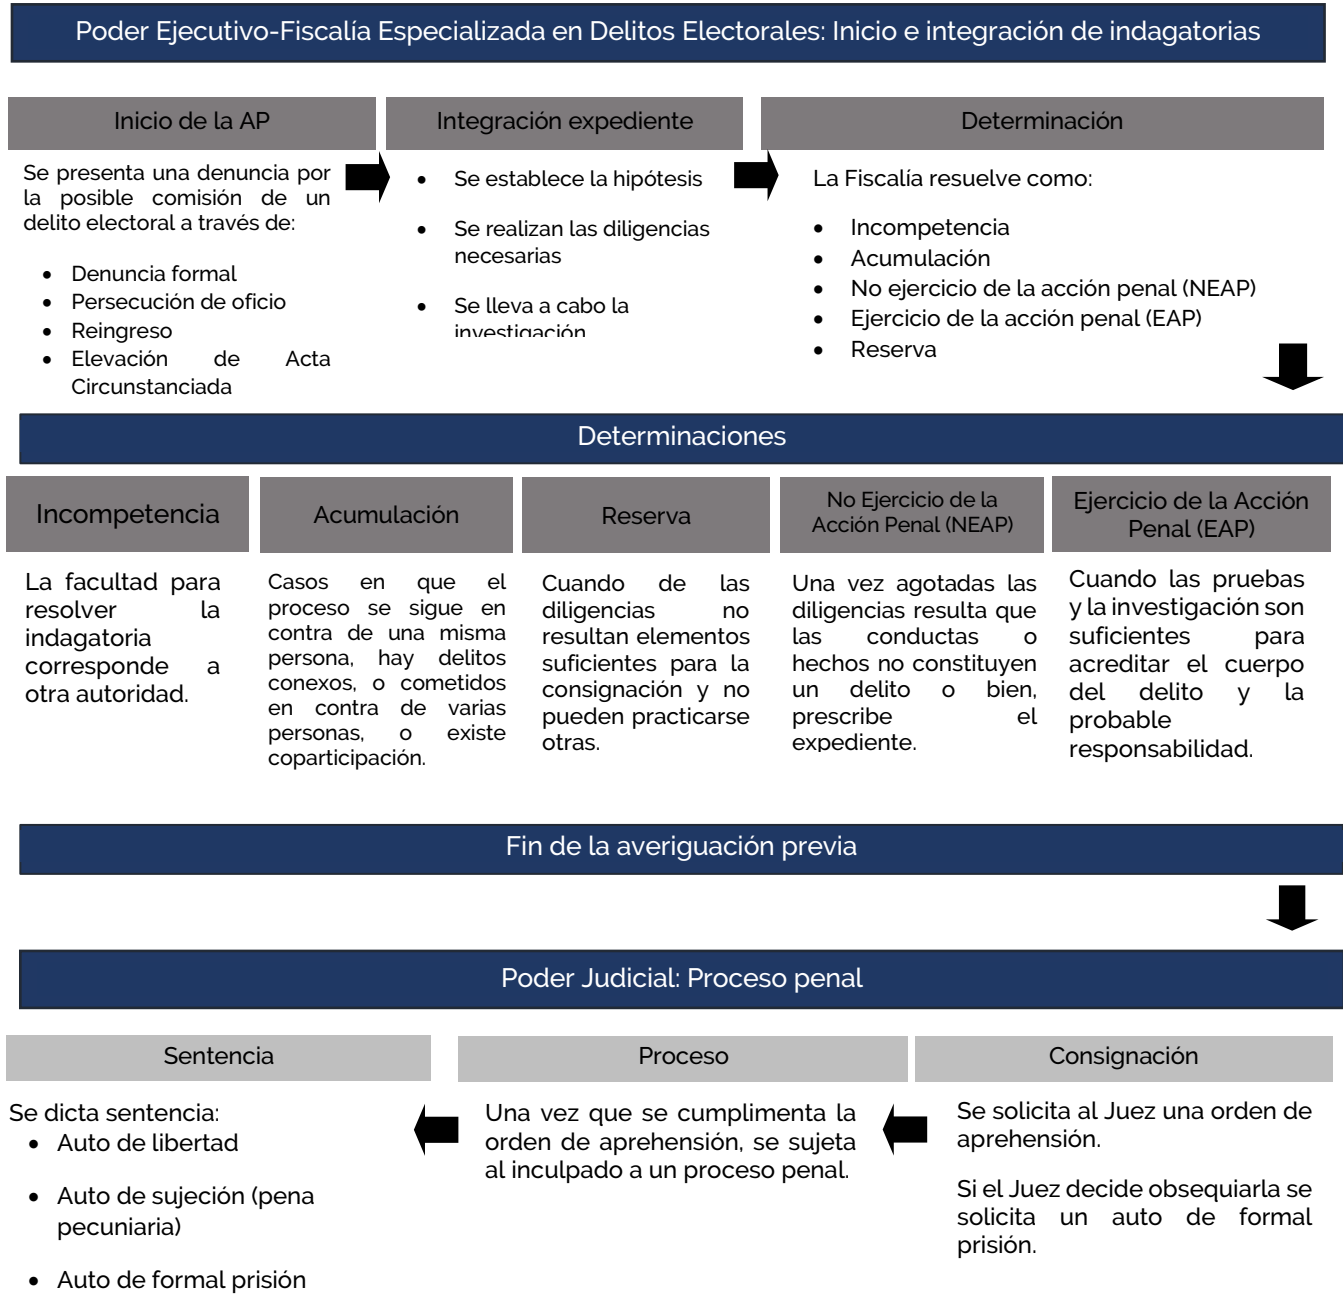 Poder Ejecutivo-Fiscalía Especializada en Delitos Electorales: Inicio e integración de indagatorias
Inicio de la AP
Se presenta una denuncia por
la posible comisión de un
delito electoral a través de:
• Denuncia formal
• Persecución de oficio
• Reingreso
• Elevación de Acta
Circunstanciada
Integración expediente
• Se establece la hipótesis
• Se realizan las diligencias
necesarias
• Se lleva a cabo la
investigación
Determinación
La Fiscalía resuelve como:
• Incompetencia
• Acumulación
• No ejercicio de la acción penal (NEAP)
• Ejercicio de la acción penal (EAP)
• Reserva
Determinaciones
Incompetencia
La facultad para
resolver la
indagatoria
corresponde a
otra autoridad.
Acumulación
Casos en que el
proceso se sigue en
contra de una misma
persona, hay delitos
conexos, o cometidos
en contra de varias
personas, o existe
coparticipación.
Reserva
Cuando de las
diligencias no
resultan elementos
suficientes para la
consignación y no
pueden practicarse
otras.
No Ejercicio de la
Acción Penal (NEAP)
Una vez agotadas las
diligencias resulta que
las conductas o
hechos no constituyen
un delito o bien,
prescribe el
expediente.
Ejercicio de la Acción
Penal (EAP)
Cuando las pruebas
y la investigación son
suficientes para
acreditar el cuerpo
del delito y la
probable
responsabilidad.
Fin de la averiguación previa
Poder Judicial: Proceso penal
Sentencia
Se dicta sentencia:
• Auto de libertad
• Auto de sujeción (pena
pecuniaria)
• Auto de formal prisión
Proceso
Una vez que se cumplimenta la
orden de aprehensión, se sujeta
al inculpado a un proceso penal.
Consignación
Se solicita al Juez una orden de
aprehensión.
Si el Juez decide obsequiarla se
solicita un auto de formal
prisión.